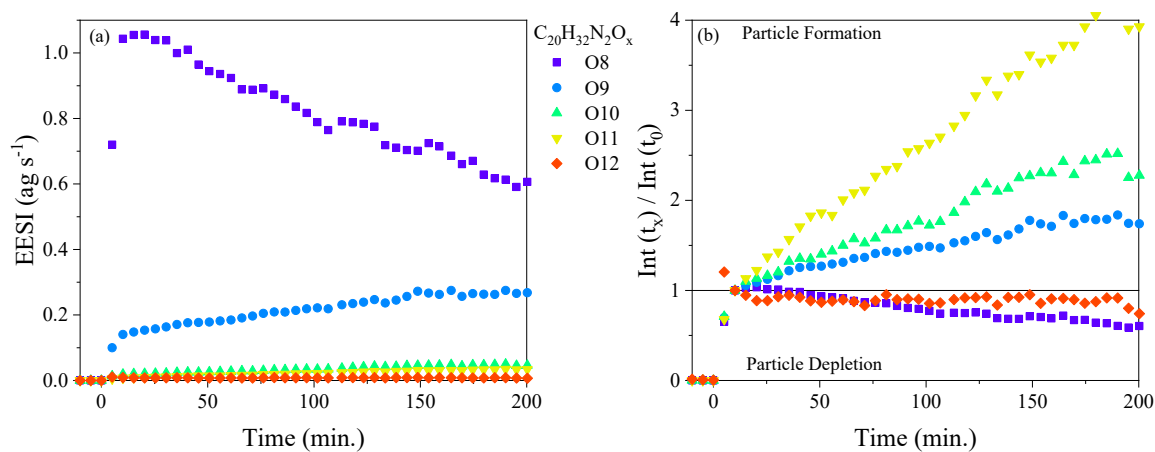 (a)
EESI (ag s⁻¹)
1.0
0.8
0.6
0.4
0.2
0.0
0
50
100
150
200
Time (min.)
C₂₀H₃₂N₂Oₓ
O8
O9
O10
O11
O12
(b)
Particle Formation
Int (tₓ) / Int (t₀)
4
3
2
1
0
Particle Depletion
0
50
100
150
200
Time (min.)